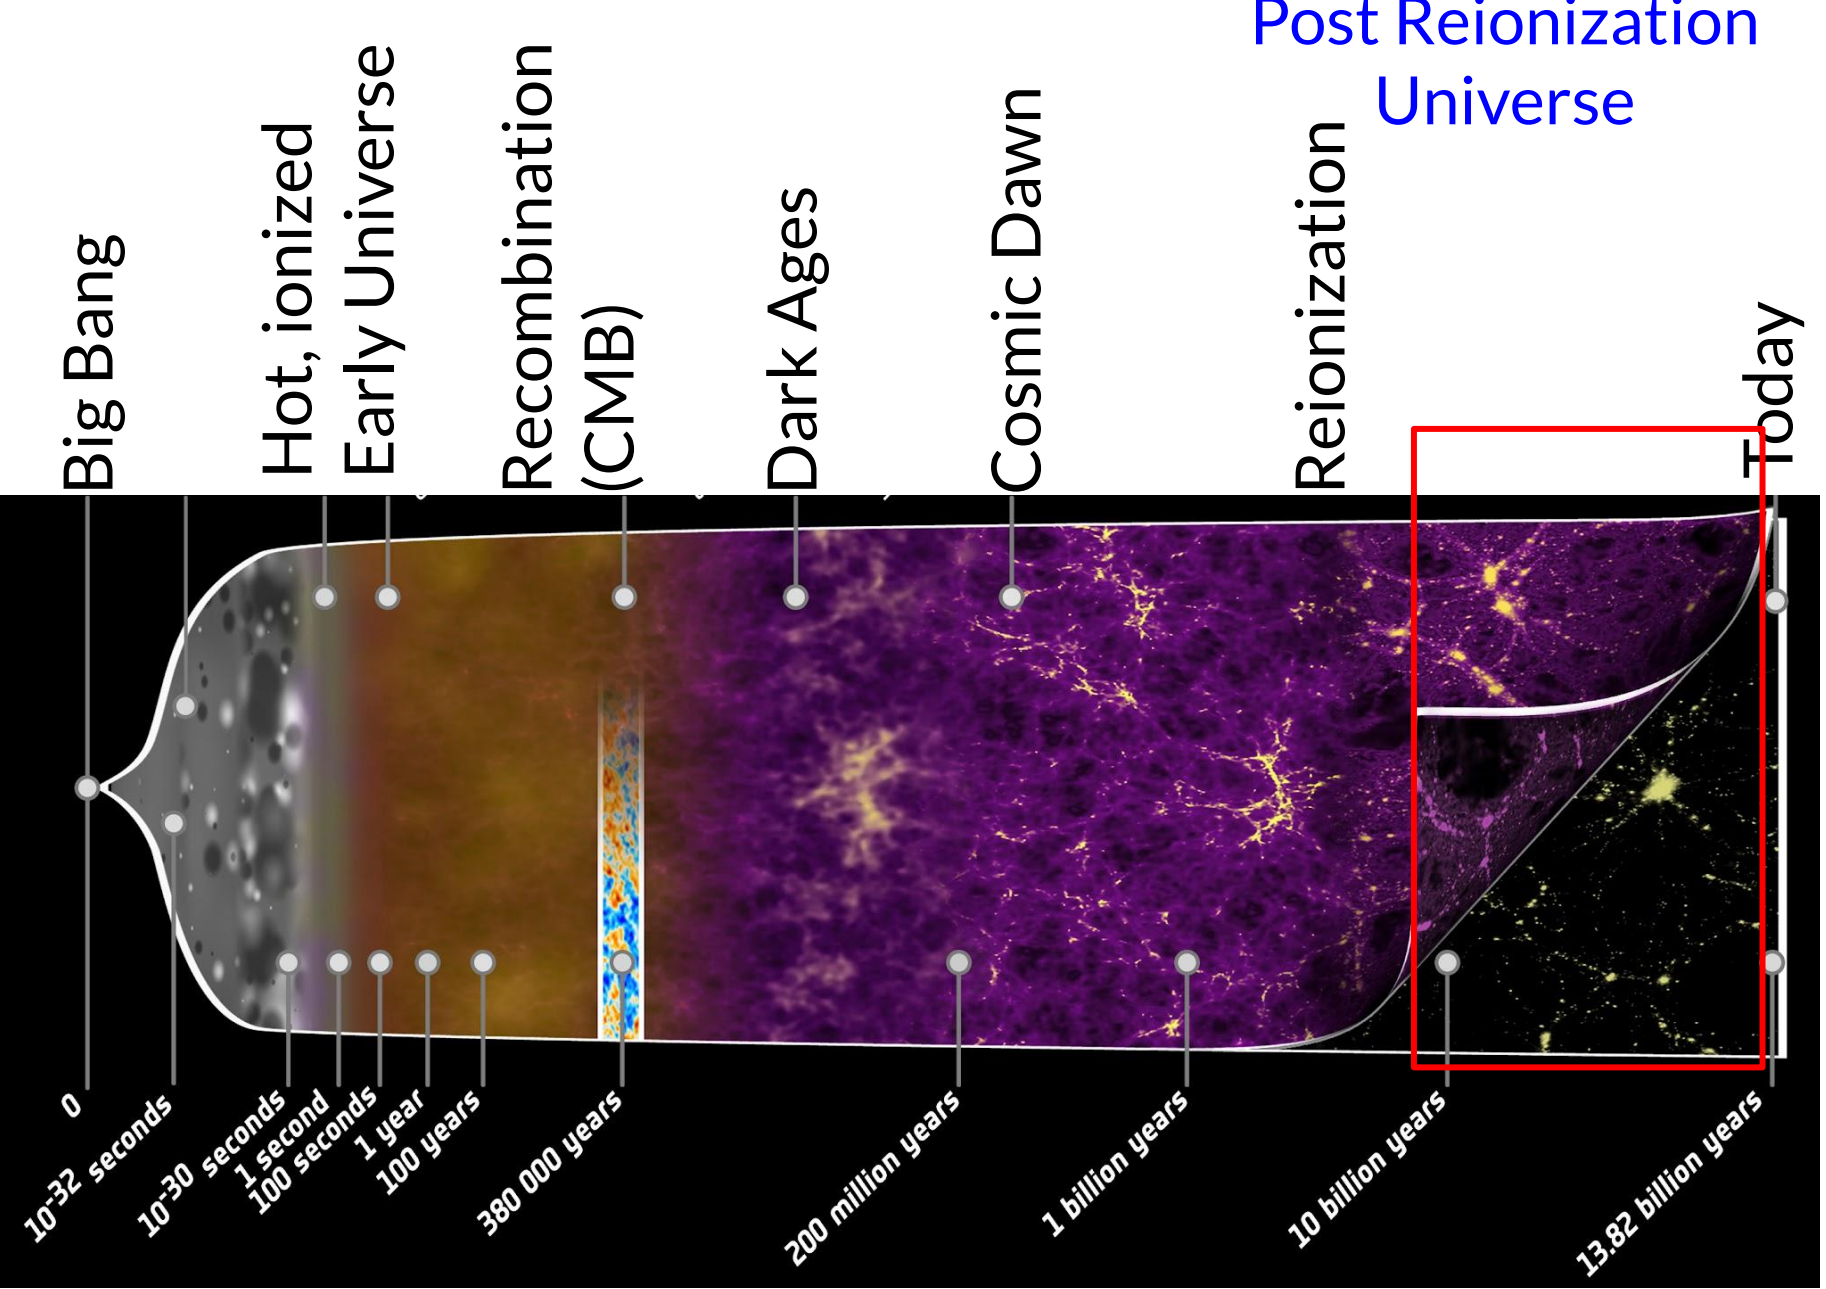 Post Reionization
Universe
Big Bang
Hot, ionized
Early Universe
Recombination
(CMB)
Dark Ages
Cosmic Dawn
Reionization
Today
0
10-32 seconds
10-30 seconds
1 second
100 seconds
1 year
100 years
380 000 years
200 million years
1 billion years
10 billion years
13.82 billion years